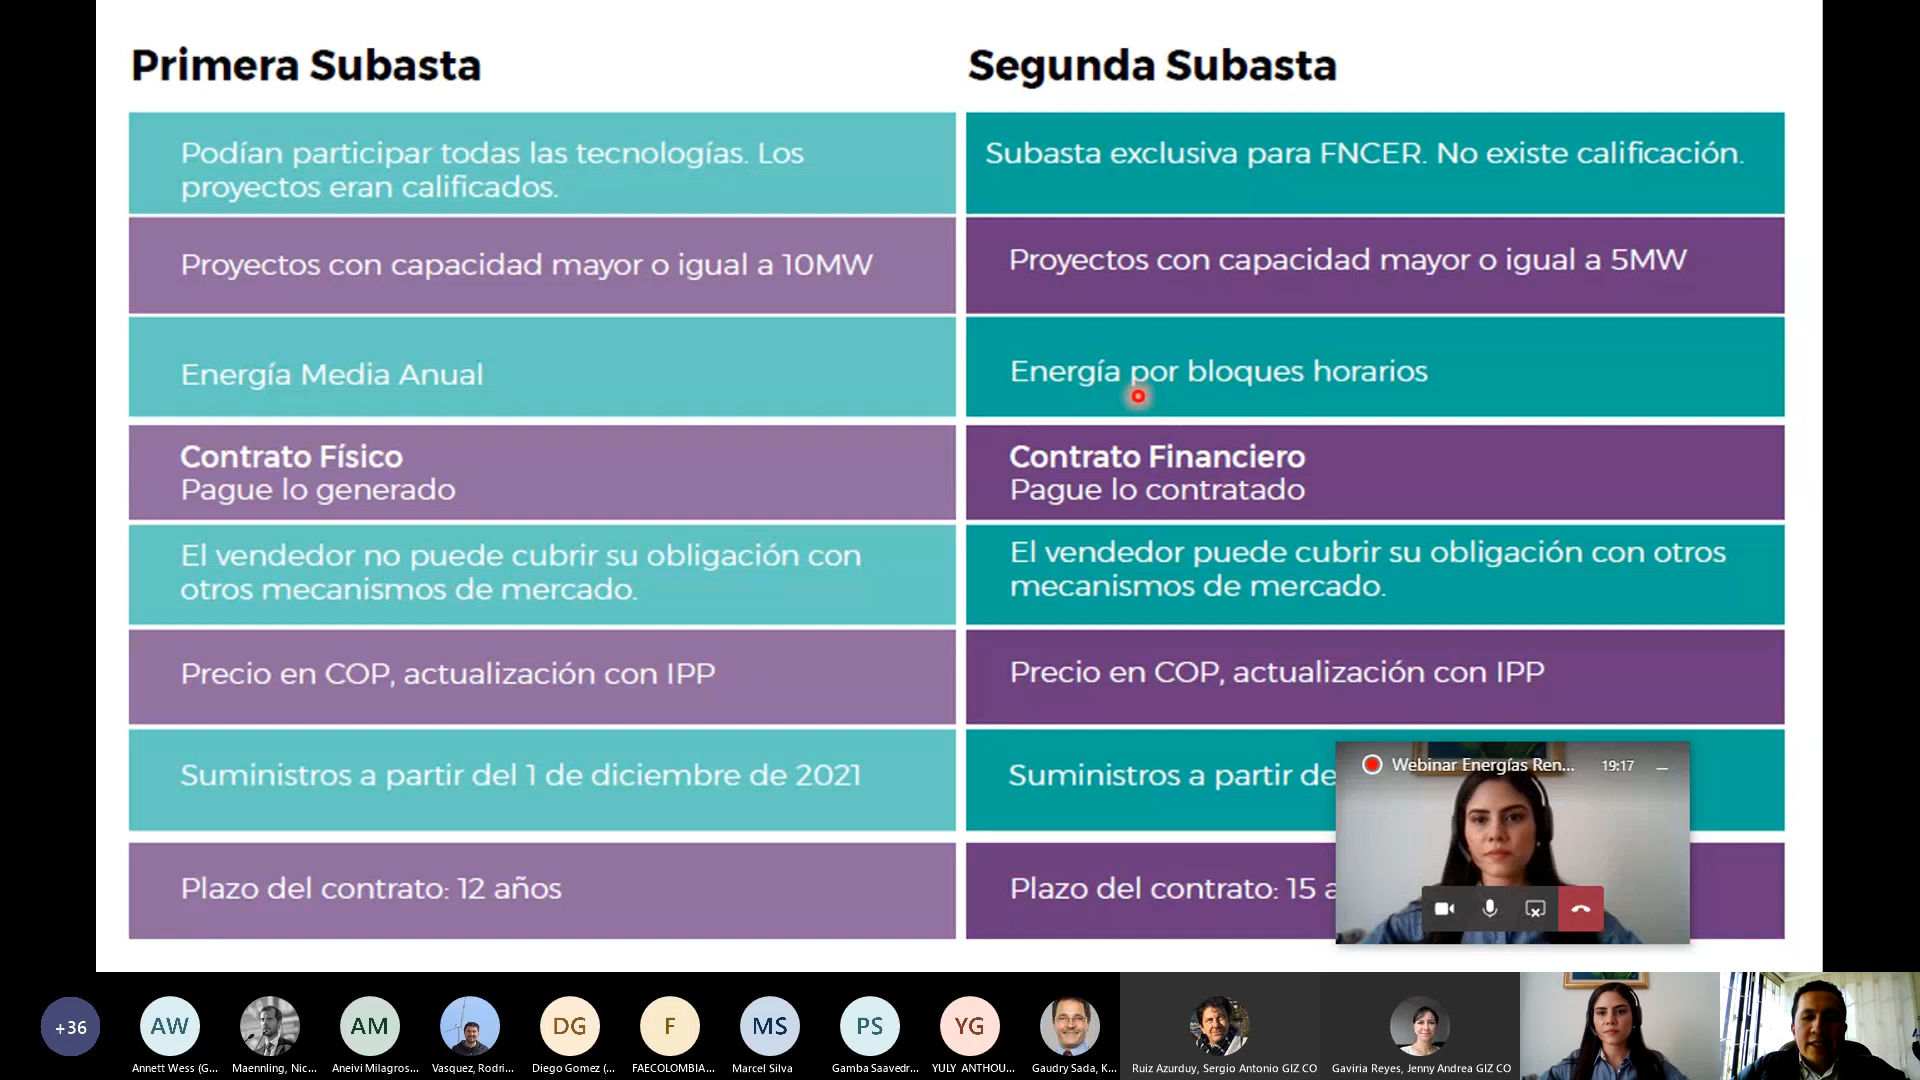 Primera Subasta
Segunda Subasta
Podían participar todas las tecnologías. Los
proyectos eran calificados.
Subasta exclusiva para FNCER. No existe calificación.
Proyectos con capacidad mayor o igual a 10MW
Proyectos con capacidad mayor o igual a 5MW
Energía Media Anual
Energía por bloques horarios
Contrato Físico
Pague lo generado
Contrato Financiero
Pague lo contratado
El vendedor no puede cubrir su obligación con
otros mecanismos de mercado.
El vendedor puede cubrir su obligación con otros
mecanismos de mercado.
Precio en COP, actualización con IPP
Precio en COP, actualización con IPP
Suministros a partir del 1 de diciembre de 2021
Suministros a partir de
Webinar Energías Ren... 19:17
Plazo del contrato: 12 años
Plazo del contrato: 15 a
+36
AW
AM
DG
F
MS
PS
YG
Annett Wess (G...
Maennling, Nic...
Aneivi Milagros...
Vasquez, Rodri...
Diego Gomez (...
FAECOLOMBIA...
Marcel Silva
Gamba Saavedr...
YULY ANTHOU...
Gaudry Sada, K...
Ruiz Azurduy, Sergio Antonio GIZ CO
Gaviria Reyes, Jenny Andrea GIZ CO